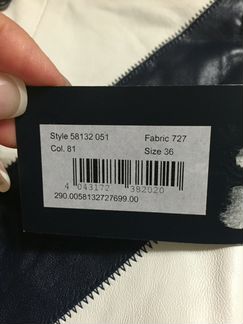 Style 58132 051 Fabric 727
Col. 81 Size 36
4 043172 382020
290.0058132727699.00